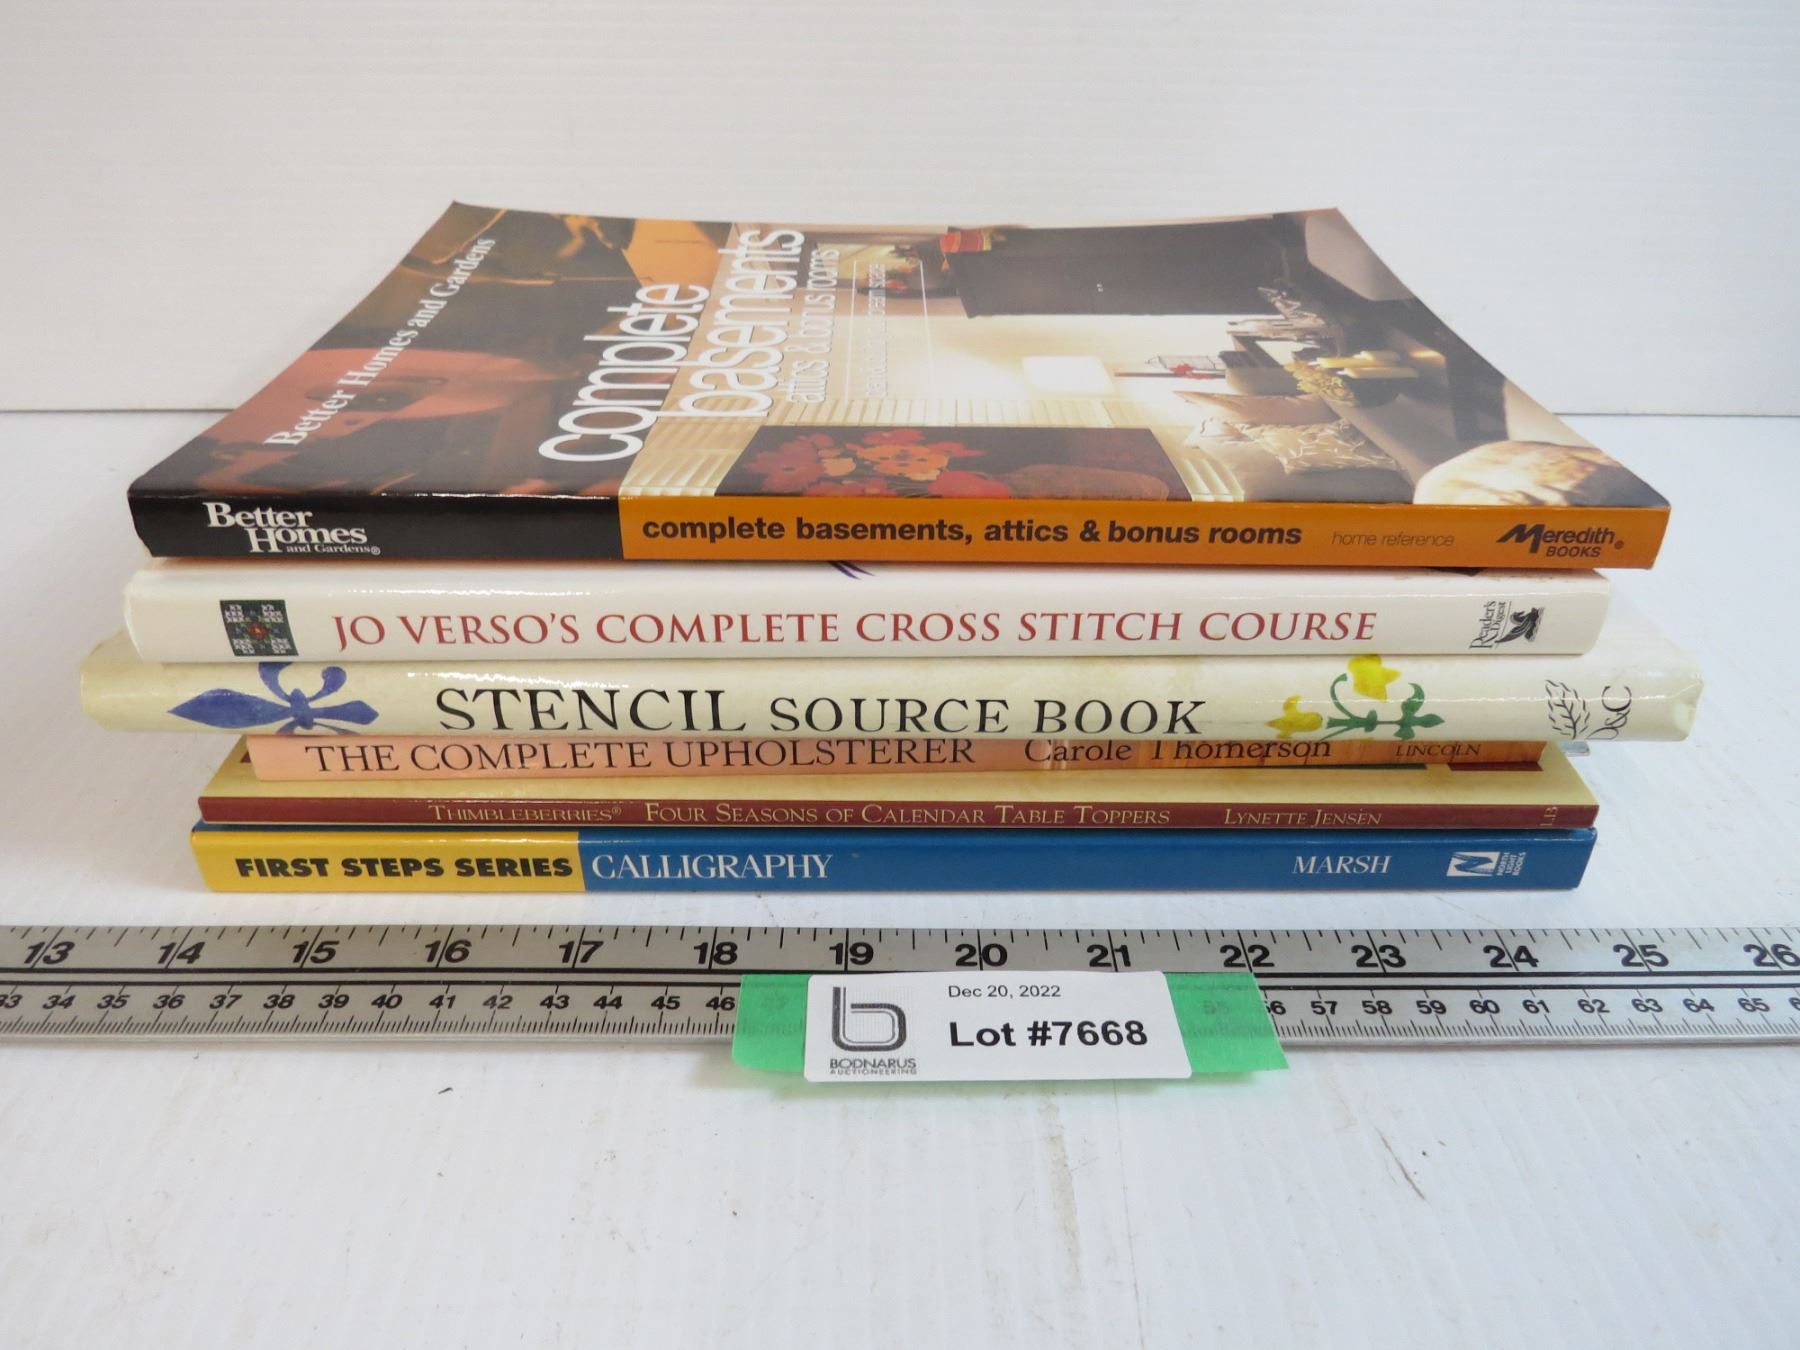 Better Homes and Gardens
complete
basements
attics & bonus rooms
Better
Homes
and Gardens®
complete basements, attics & bonus rooms home reference Meredith® BOOKS
JO VERSO'S COMPLETE CROSS STITCH COURSE Reader's Digest
STENCIL SOURCE BOOK D&C
THE COMPLETE UPHOLSTERER Carole Thomerson LINCOLN
THIMBLEBERRIES® FOUR SEASONS OF CALENDAR TABLE TOPPERS LYNETTE JENSEN
FIRST STEPS SERIES CALLIGRAPHY MARSH NORTH LIGHT BOOKS
13 14 15 16 17 18 19 20 21 22 23 24 25 26
33 34 35 36 37 38 39 40 41 42 43 44 45 46 56 57 58 59 60 61 62 63 64 65
Dec 20, 2022
Lot #7668
BODNARUS
AUCTIONEERING